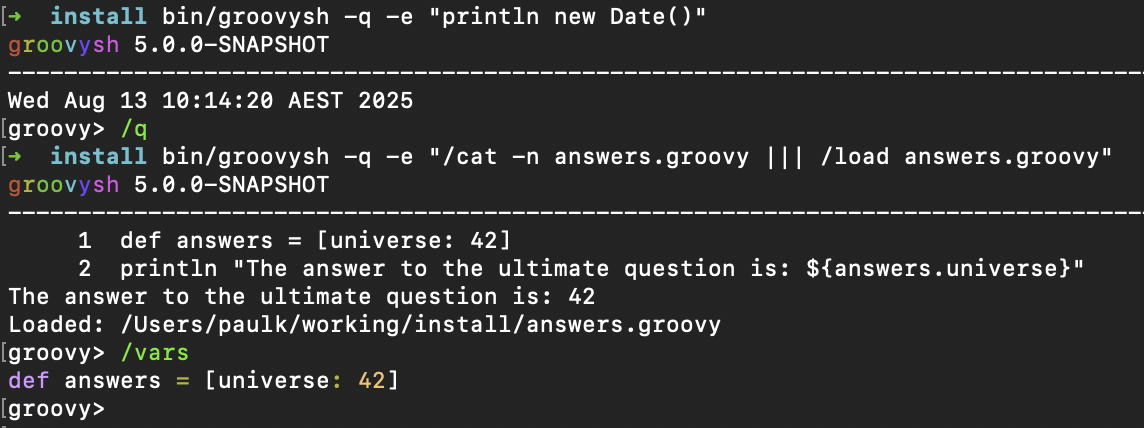 [➜  install bin/groovysh -q -e "println new Date()"
groovysh 5.0.0-SNAPSHOT
Wed Aug 13 10:14:20 AEST 2025
[groovy> /q
[➜  install bin/groovysh -q -e "/cat -n answers.groovy ||| /load answers.groovy"
groovysh 5.0.0-SNAPSHOT
     1  def answers = [universe: 42]
     2  println "The answer to the ultimate question is: ${answers.universe}"
The answer to the ultimate question is: 42
Loaded: /Users/paulk/working/install/answers.groovy
[groovy> /vars
def answers = [universe: 42]
[groovy>